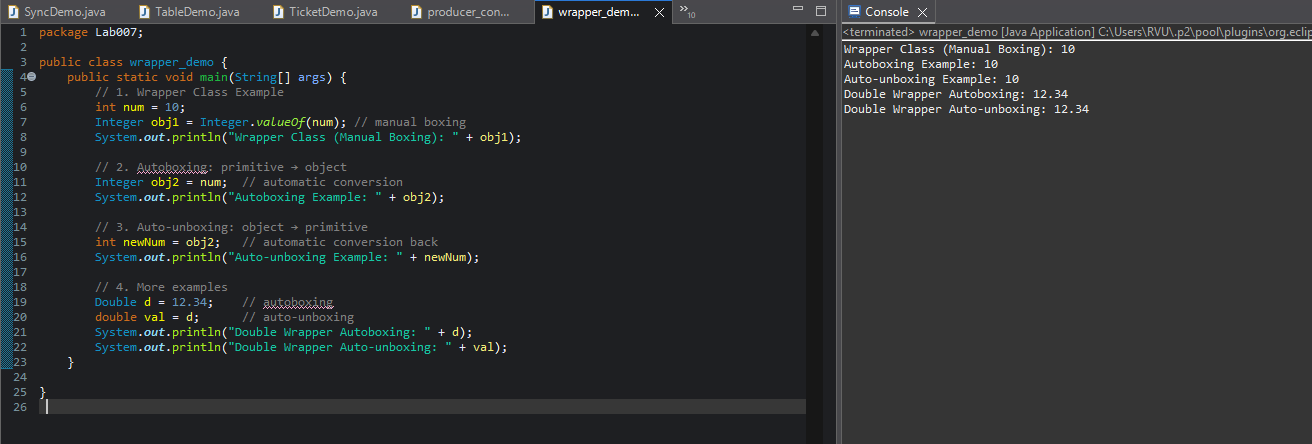 SyncDemo.java TableDemo.java TicketDemo.java producer_con... wrapper_dem... »10
1 package Lab007;
2
3 public class wrapper_demo {
4     public static void main(String[] args) {
5         // 1. Wrapper Class Example
6         int num = 10;
7         Integer obj1 = Integer.valueOf(num); // manual boxing
8         System.out.println("Wrapper Class (Manual Boxing): " + obj1);
9
10         // 2. Autoboxing: primitive → object
11         Integer obj2 = num;  // automatic conversion
12         System.out.println("Autoboxing Example: " + obj2);
13
14         // 3. Auto-unboxing: object → primitive
15         int newNum = obj2;   // automatic conversion back
16         System.out.println("Auto-unboxing Example: " + newNum);
17
18         // 4. More examples
19         Double d = 12.34;    // autoboxing
20         double val = d;      // auto-unboxing
21         System.out.println("Double Wrapper Autoboxing: " + d);
22         System.out.println("Double Wrapper Auto-unboxing: " + val);
23     }
24
25 }
26
Console
<terminated> wrapper_demo [Java Application] C:\Users\RVU\.p2\pool\plugins\org.eclip
Wrapper Class (Manual Boxing): 10
Autoboxing Example: 10
Auto-unboxing Example: 10
Double Wrapper Autoboxing: 12.34
Double Wrapper Auto-unboxing: 12.34